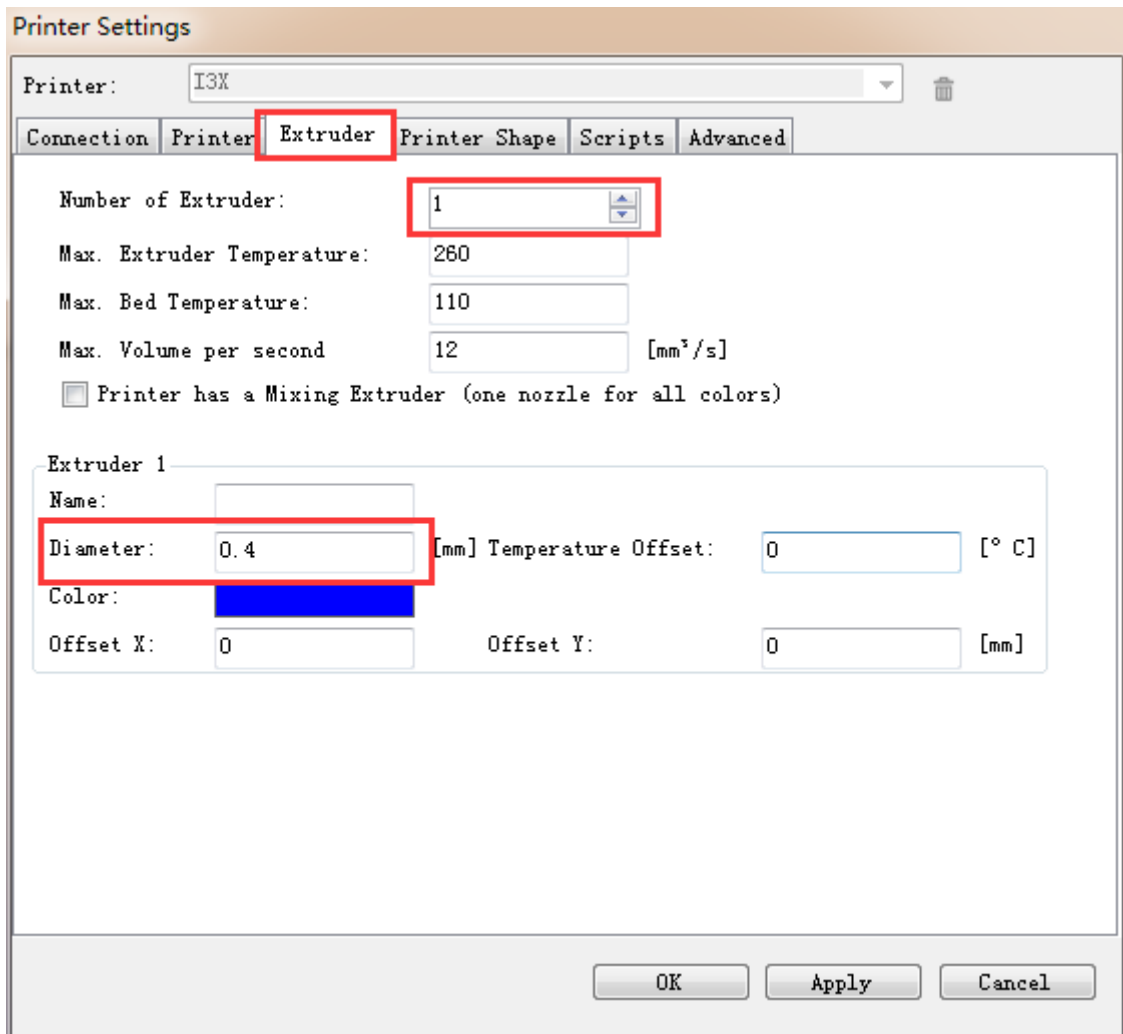 Printer Settings
Printer: I3X
Connection Printer Extruder Printer Shape Scripts Advanced
Number of Extruder: 1
Max. Extruder Temperature: 260
Max. Bed Temperature: 110
Max. Volume per second 12 [mm³/s]
Printer has a Mixing Extruder (one nozzle for all colors)
Extruder 1
Name:
Diameter: 0.4 [mm] Temperature Offset: 0 [° C]
Color:
Offset X: 0 Offset Y: 0 [mm]
OK Apply Cancel